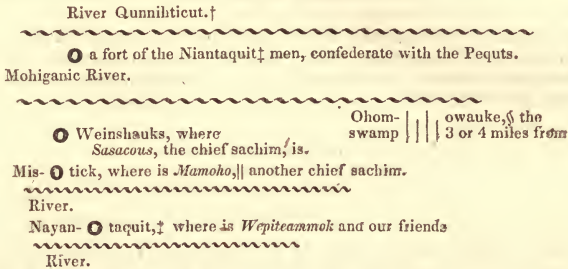 River Qunnihticut.†
O a fort of the Niantaquit‡ men, confederate with the Pequts.
Mohiganic River.
Ohom- | | | | owauke,§ the
O Weinshauks, where swamp | | | | 3 or 4 miles from
Sasacous, the chief sachim, is.
Mis- O tick, where is Mamoho,|| another chief sachim.
River.
Nayan- O taquit,‡ where is Wepiteammok and our friends
River.